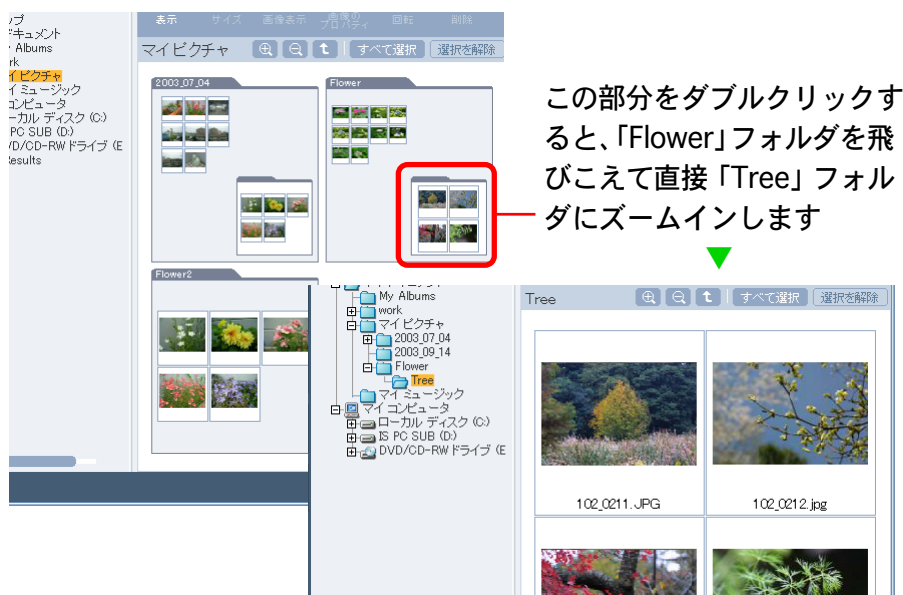 表示 サイズ 画像表示 画像のプロパティ 回転 削除
マイピクチャ すべて選択 選択を解除
Albums
マイピクチャ
イミュージック
コンピュータ
ーカル ディスク (C:)
PC SUB (D:)
/D/CD-RWドライブ (E
Results
2003_07_04
Flower
Flower2
この部分をダブルクリックす
ると、「Flower」フォルダを飛
びこえて直接「Tree」フォル
ダにズームインします
My Albums
work
マイピクチャ
2003_07_04
2003_09_14
Flower
Tree
マイ ミュージック
マイ コンピュータ
ローカル ディスク (C:)
IS PC SUB (D:)
DVD/CD-RWドライブ (E
Tree すべて選択 選択を解除
102_0211.JPG
102_0212.jpg